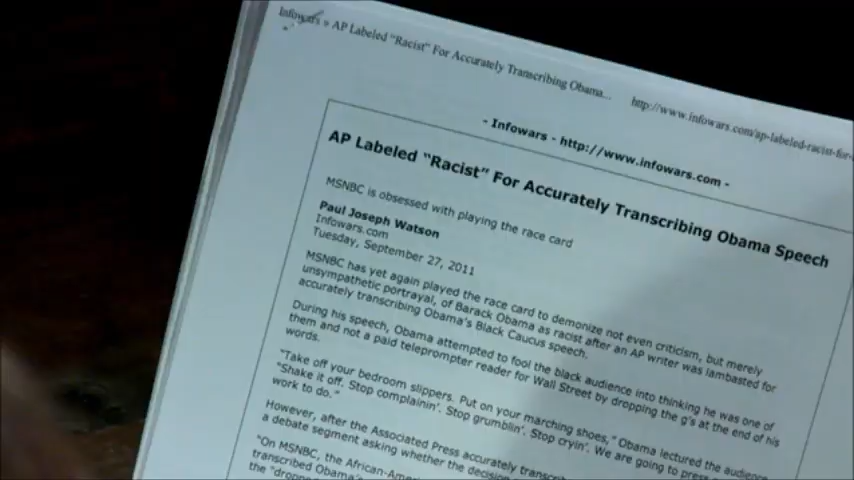 Infowars » AP Labeled "Racist" For Accurately Transcribing Obama...
http://www.infowars.com/ap-labeled-racist-for-
- Infowars - http://www.infowars.com -
AP Labeled "Racist" For Accurately Transcribing Obama Speech
MSNBC is obsessed with playing the race card
Paul Joseph Watson
Infowars.com
Tuesday, September 27, 2011
MSNBC has yet again played the race card to demonize not even criticism, but merely
unsympathetic portrayal, of Barack Obama as racist after an AP writer was lambasted for
accurately transcribing Obama's Black Caucus speech.
During his speech, Obama attempted to fool the black audience into thinking he was one of
them and not a paid teleprompter reader for Wall Street by dropping the g's at the end of his
words.
"Take off your bedroom slippers. Put on your marching shoes," Obama lectured the audience.
"Shake it off. Stop complainin'. Stop grumblin'. Stop cryin'. We are going to press
work to do."
However, after the Associated Press accurately
a debate segment asking whether the decision
"On MSNBC, the African-
transcribed Obama's
the